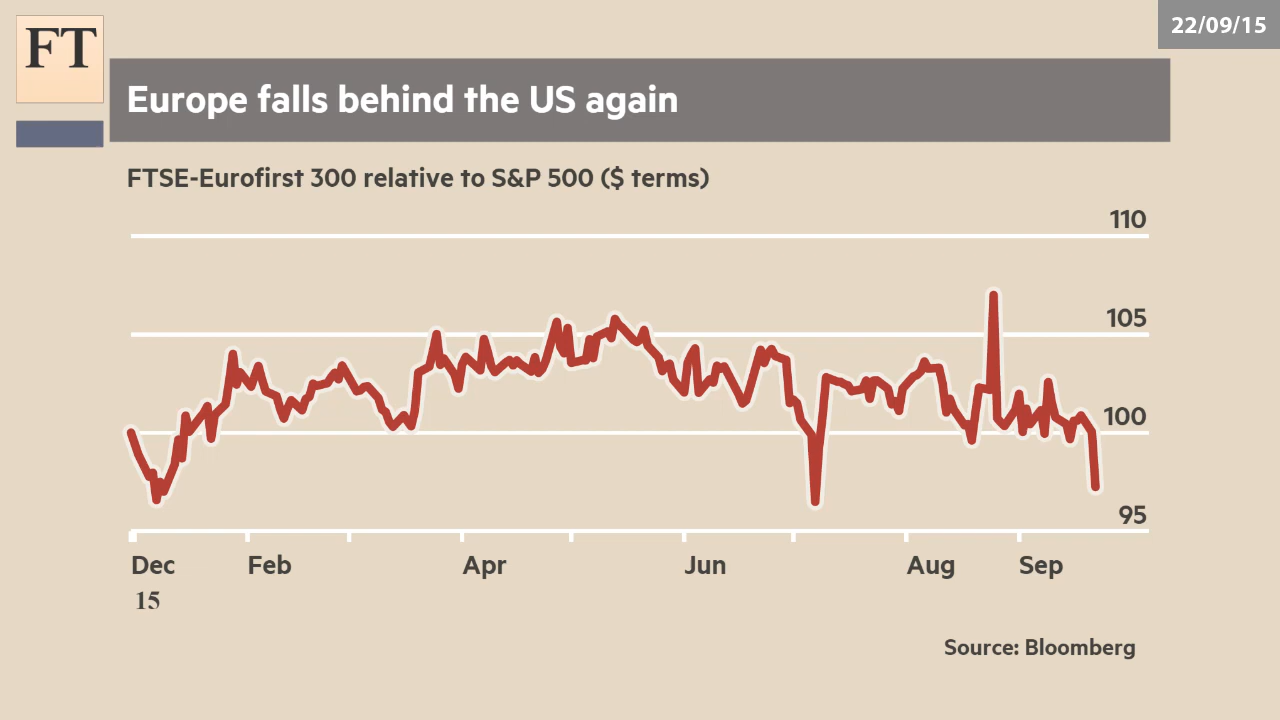 FT
22/09/15
Europe falls behind the US again
FTSE-Eurofirst 300 relative to S&P 500 ($ terms)
110
105
100
95
Dec Feb Apr Jun Aug Sep
15
Source: Bloomberg